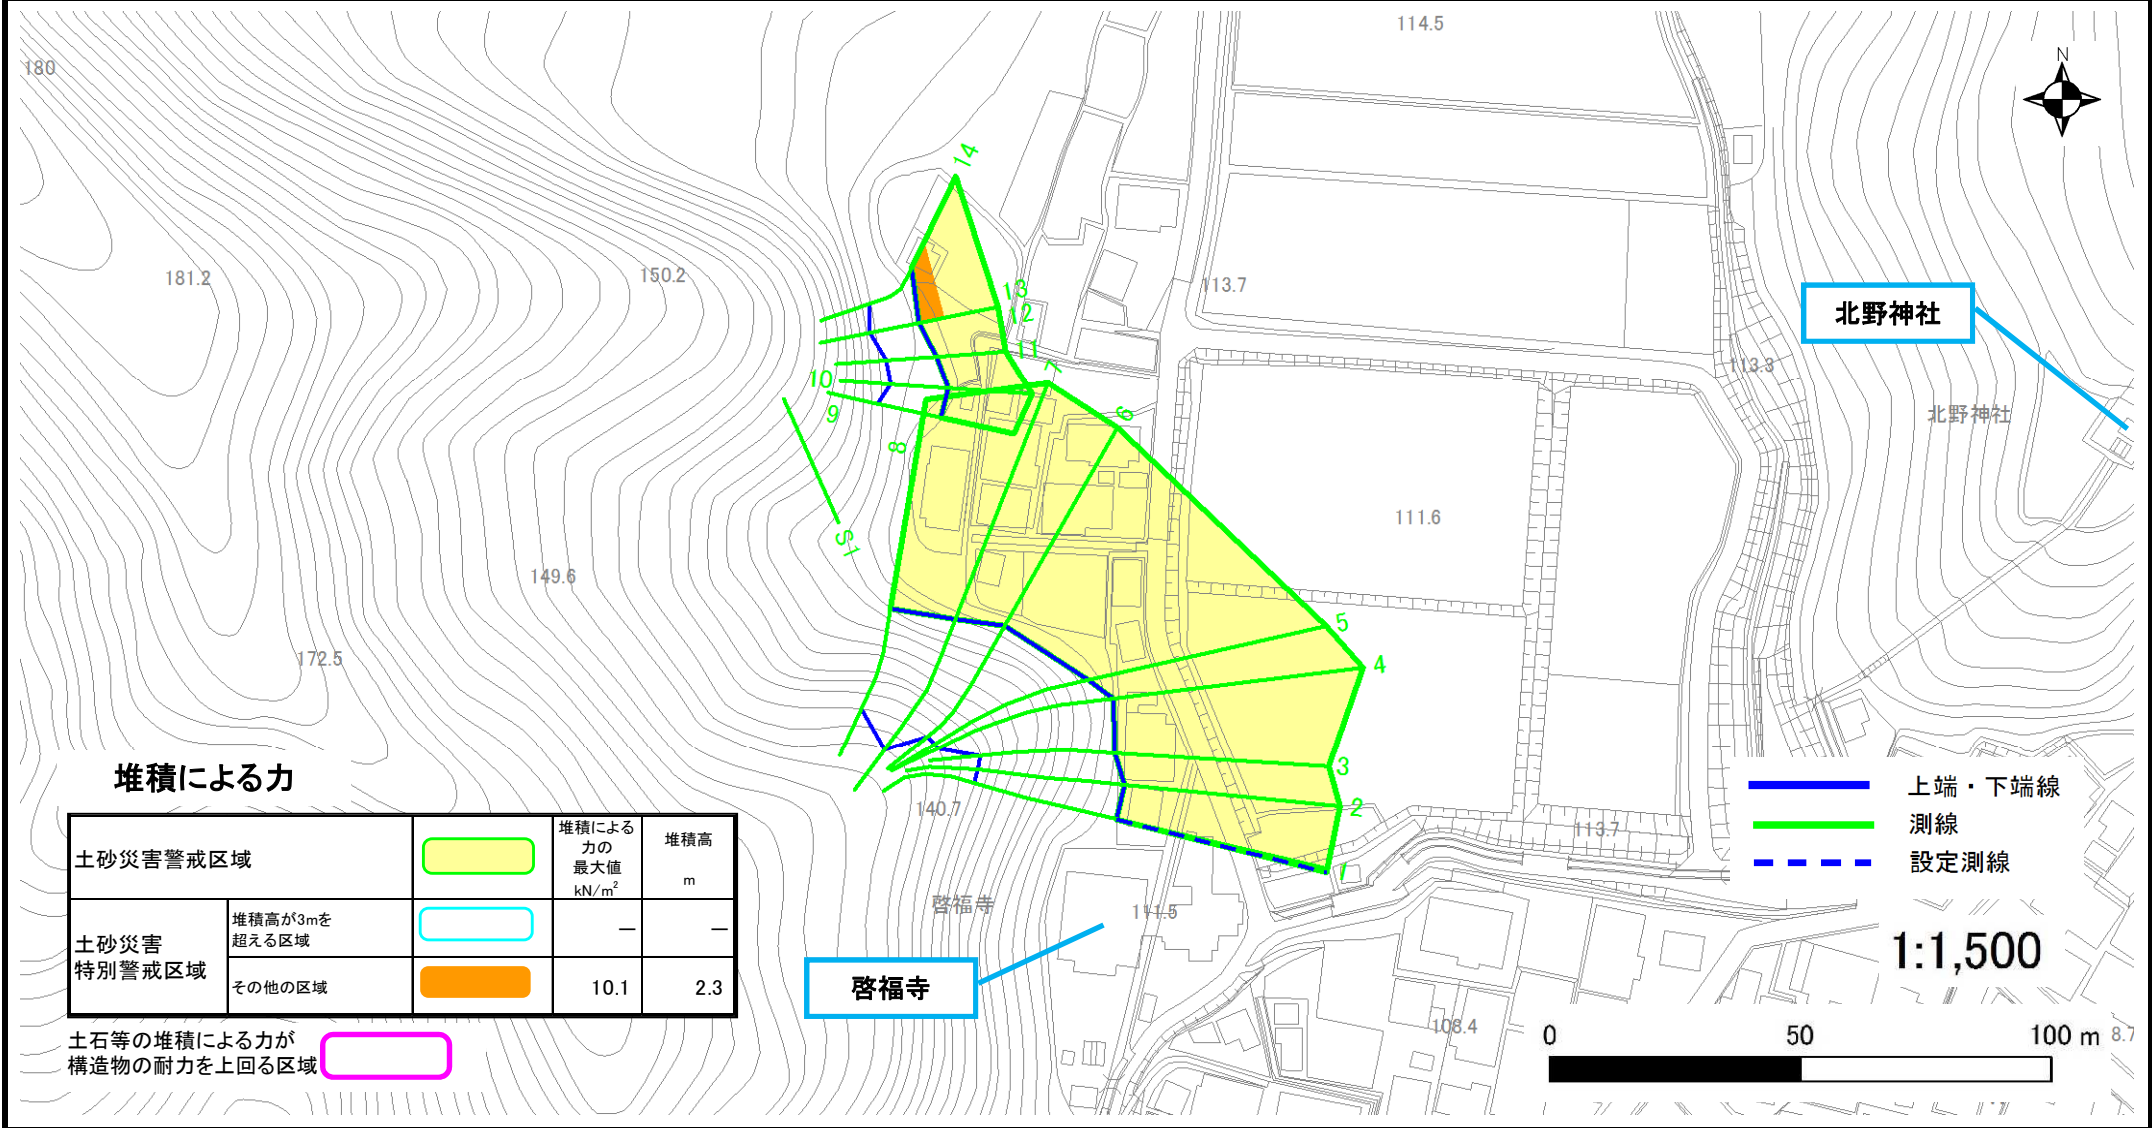 114.5
180
N
14
181.2
150.2
13
113.7
12
北野神社
11
113.3
7
10
9
6
北野神社
8
111.6
S1
149.6
5
172.5
4
堆積による力
3
上端・下端線
140.7
2
測線
113.7
設定測線
1
土砂災害警戒区域
堆積による
力の
最大値
kN/m²
堆積高
m
土砂災害
特別警戒区域
堆積高が3mを
超える区域
—
—
その他の区域
10.1
2.3
啓福寺
111.5
啓福寺
1:1,500
土石等の堆積による力が
構造物の耐力を上回る区域
108.4
0
50
100 m
8.7